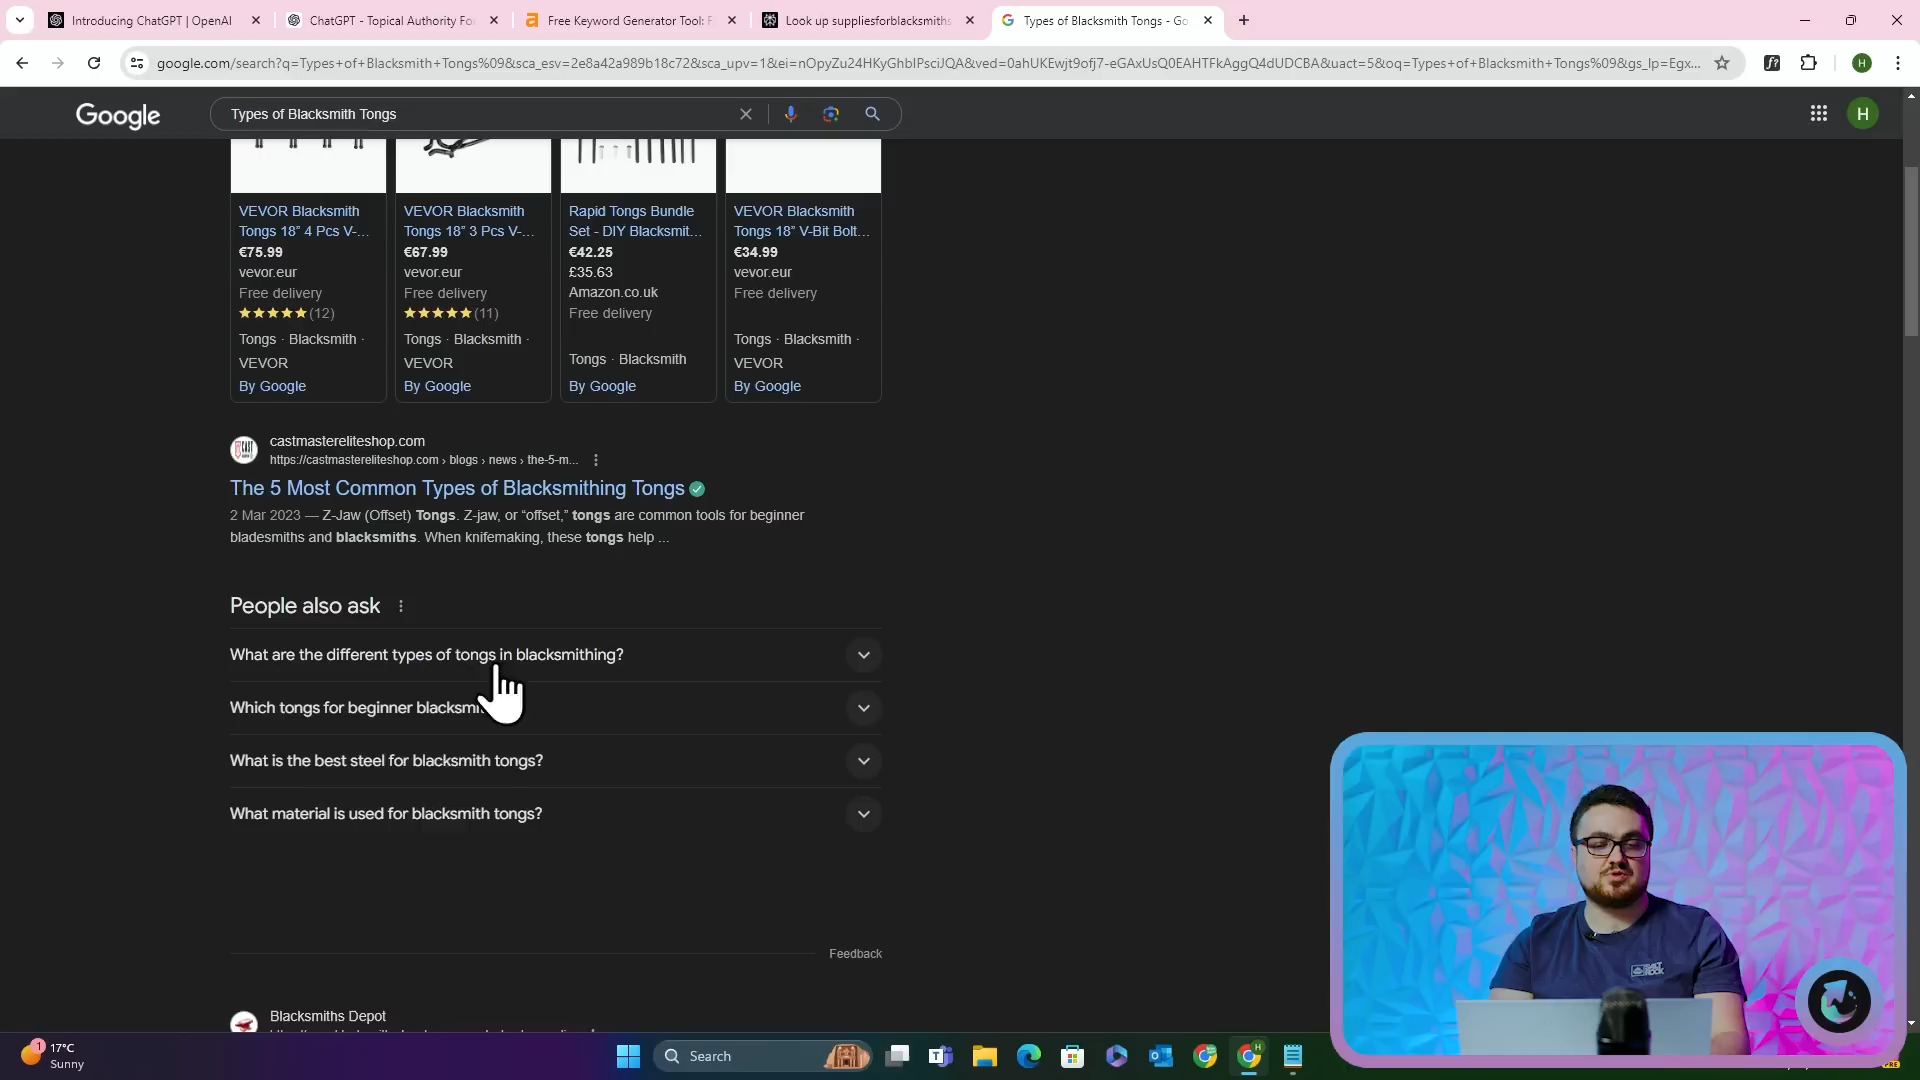 Introducing ChatGPT | OpenAI
ChatGPT - Topical Authority Fo
Free Keyword Generator Tool: F
Look up suppliesforblacksmiths
Types of Blacksmith Tongs - Go
google.com/search?q=Types+of+Blacksmith+Tongs%09&sca_esv=2e8a42a989b18c72&sca_upv=1&ei=nOpyZu24HKyGhbIPsciJQA&ved=0ahUKEwjt9ofj7-eGAxUsQ0EAHTFkAggQ4dUDCBA&uact=5&oq=Types+of+Blacksmith+Tongs%09&gs_lp=Egx...
H
Google
Types of Blacksmith Tongs
H
VEVOR Blacksmith
Tongs 18” 4 Pcs V-...
€75.99
vevor.eur
Free delivery
(12)
Tongs · Blacksmith ·
VEVOR
By Google
VEVOR Blacksmith
Tongs 18” 3 Pcs V-...
€67.99
vevor.eur
Free delivery
(11)
Tongs · Blacksmith ·
VEVOR
By Google
Rapid Tongs Bundle
Set - DIY Blacksmit...
€42.25
£35.63
Amazon.co.uk
Free delivery
Tongs · Blacksmith
By Google
VEVOR Blacksmith
Tongs 18” V-Bit Bolt...
€34.99
vevor.eur
Free delivery
Tongs · Blacksmith ·
VEVOR
By Google
castmastereliteshop.com
https://castmastereliteshop.com › blogs › news › the-5-m...
The 5 Most Common Types of Blacksmithing Tongs
2 Mar 2023 — Z-Jaw (Offset) Tongs. Z-jaw, or “offset,” tongs are common tools for beginner
bladesmiths and blacksmiths. When knifemaking, these tongs help ...
People also ask
What are the different types of tongs in blacksmithing?
Which tongs for beginner blacksmi
What is the best steel for blacksmith tongs?
What material is used for blacksmith tongs?
Feedback
Blacksmiths Depot
SALT ROCK
1
17°C
Sunny
Search
H
PRE